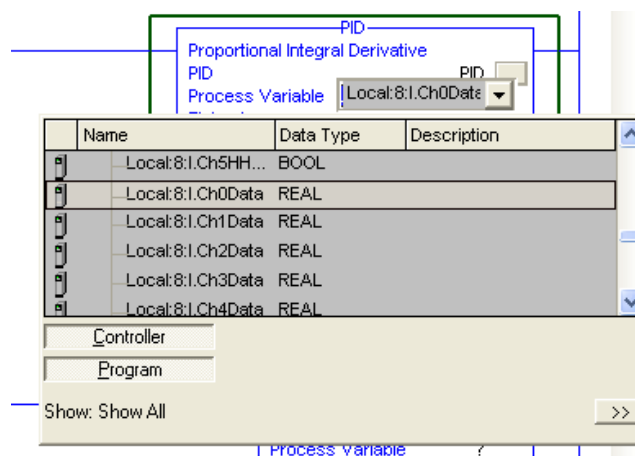 PID
Proportional Integral Derivative
PID PID
Process Variable Local:8:I.Ch0Data
Name Data Type Description
Local:8:I.Ch5HH... BOOL
Local:8:I.Ch0Data REAL
Local:8:I.Ch1Data REAL
Local:8:I.Ch2Data REAL
Local:8:I.Ch3Data REAL
Local:8:I.Ch4Data REAL
Controller
Program
Show: Show All >>
Process Variable ?